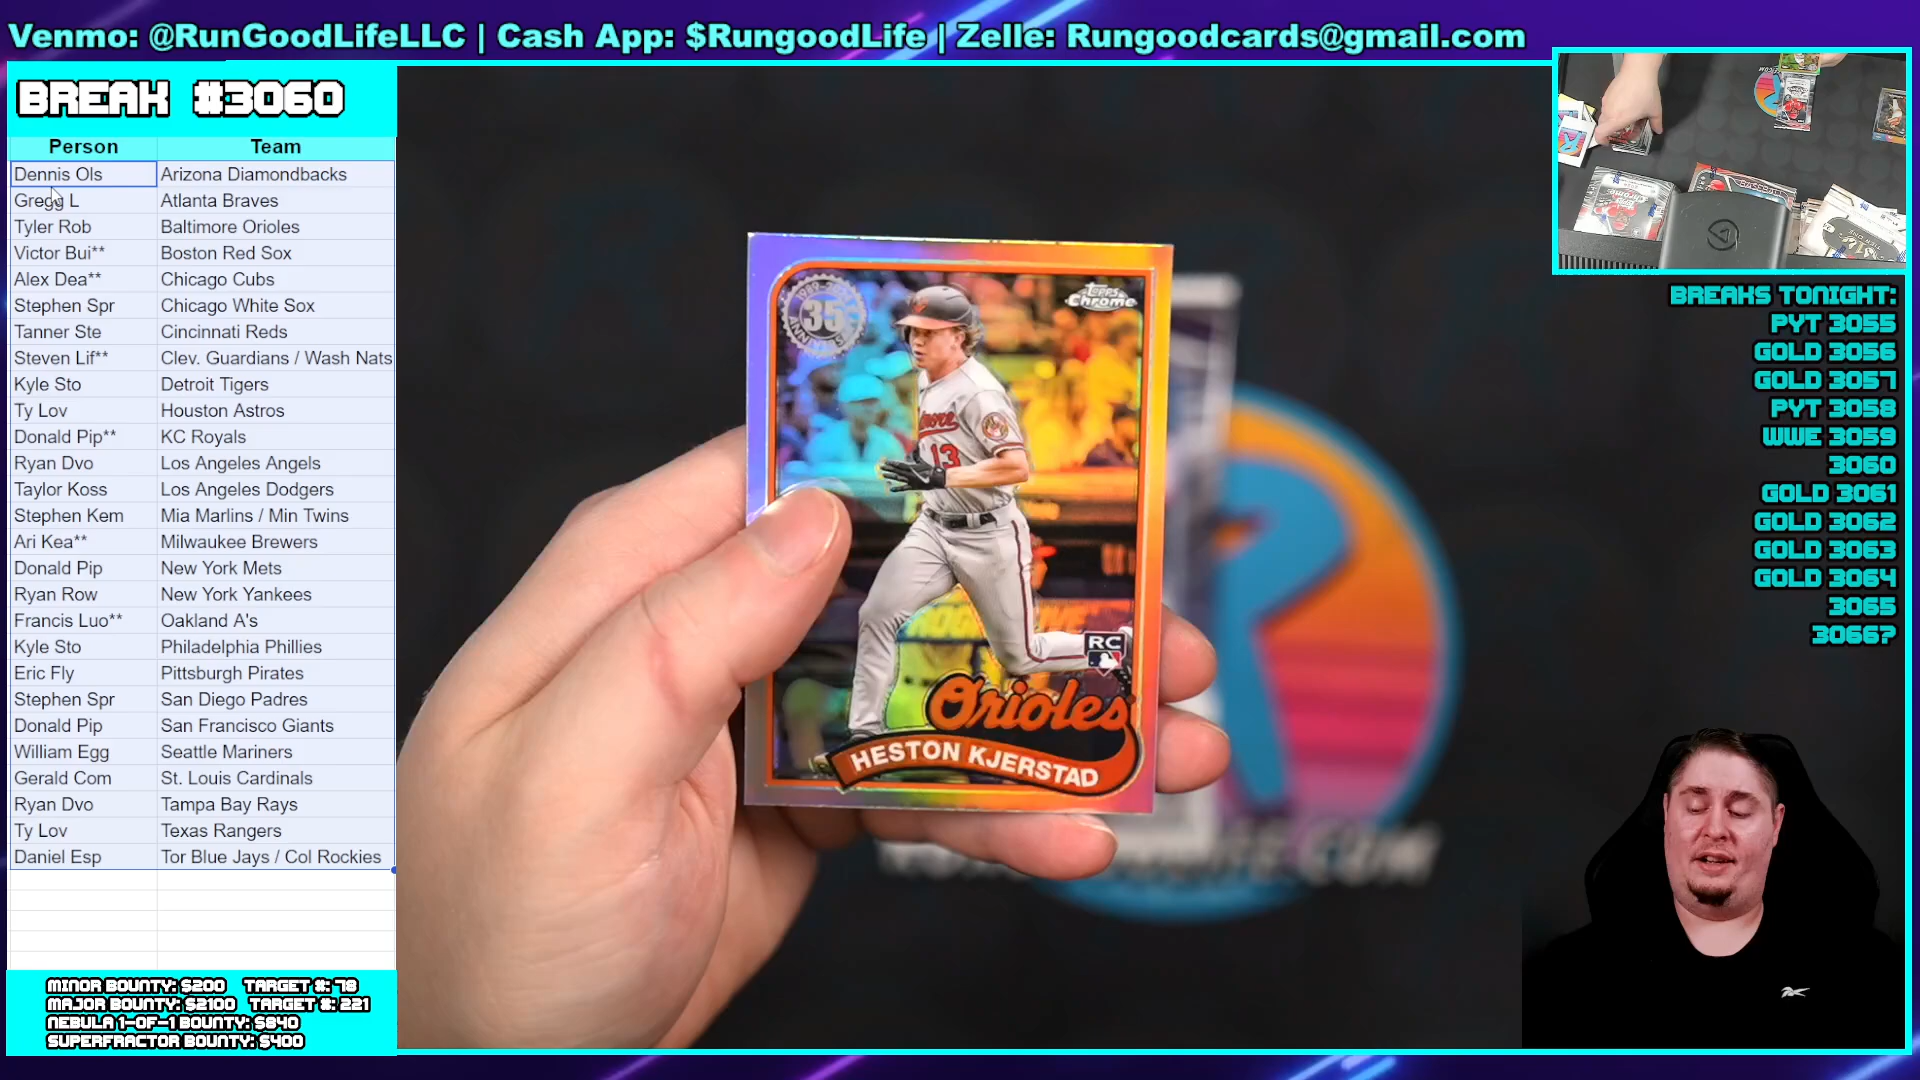 Venmo: @RunGoodLifeLLC | Cash App: $RungoodLife | Zelle: Rungoodcards@gmail.com
BREAK #3060
Person Team
Dennis Ols Arizona Diamondbacks
Gregg L Atlanta Braves
Tyler Rob Baltimore Orioles
Victor Bui** Boston Red Sox
Alex Dea** Chicago Cubs
Stephen Spr Chicago White Sox
Tanner Ste Cincinnati Reds
Steven Lif** Clev. Guardians / Wash Nats
Kyle Sto Detroit Tigers
Ty Lov Houston Astros
Donald Pip** KC Royals
Ryan Dvo Los Angeles Angels
Taylor Koss Los Angeles Dodgers
Stephen Kem Mia Marlins / Min Twins
Ari Kea** Milwaukee Brewers
Donald Pip New York Mets
Ryan Row New York Yankees
Francis Luo** Oakland A's
Kyle Sto Philadelphia Phillies
Eric Fly Pittsburgh Pirates
Stephen Spr San Diego Padres
Donald Pip San Francisco Giants
William Egg Seattle Mariners
Gerald Com St. Louis Cardinals
Ryan Dvo Tampa Bay Rays
Ty Lov Texas Rangers
Daniel Esp Tor Blue Jays / Col Rockies
MINOR BOUNTY: $200 TARGET #: 78
MAJOR BOUNTY: $2100 TARGET #: 221
NEBULA 1-OF-1 BOUNTY: $840
SUPERFRACTOR BOUNTY: $400
35
ANNIVERSARY
Topps
Chrome
13
RC
Orioles
HESTON KJERSTAD
BREAKS TONIGHT:
PYT 3055
GOLD 3056
GOLD 3057
PYT 3058
WWE 3059
3060
GOLD 3061
GOLD 3062
GOLD 3063
GOLD 3064
3065
3066?